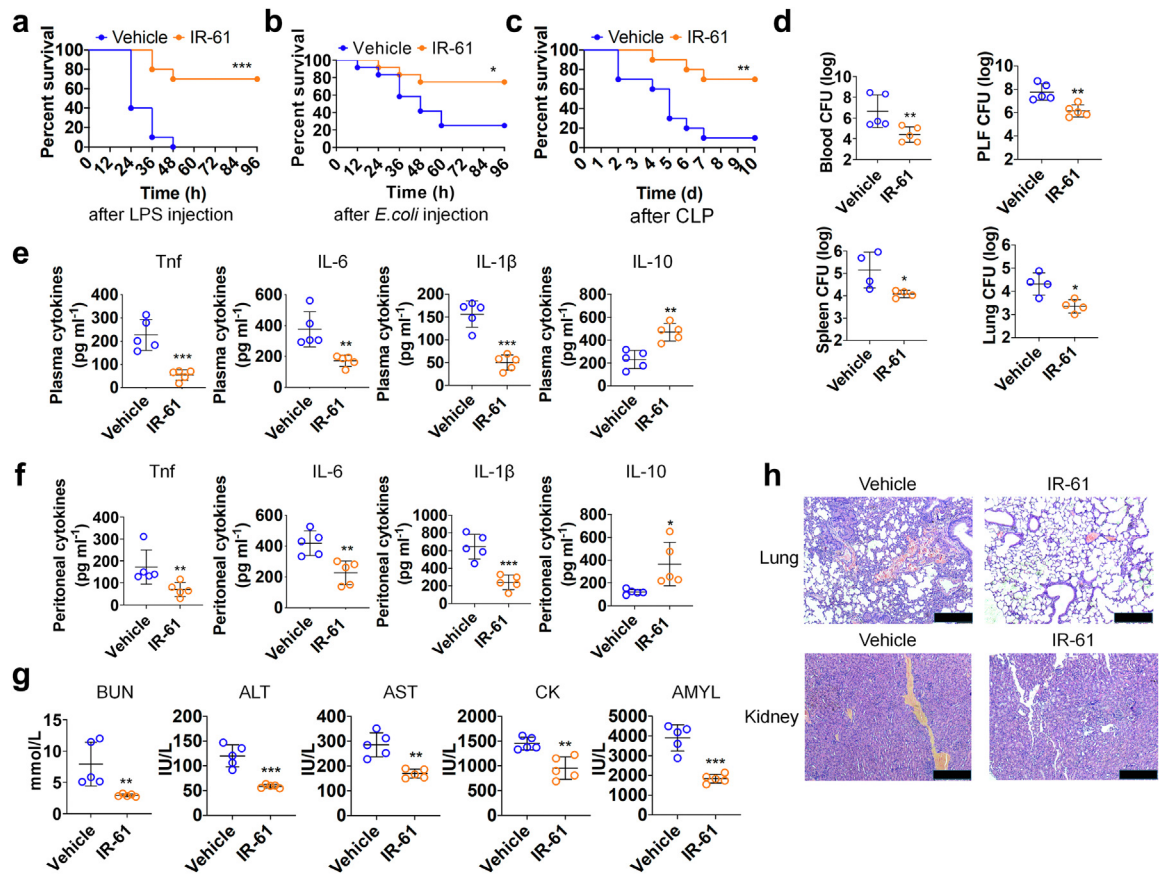 a
Vehicle IR-61
Percent survival
100
80
60
40
20
0
***
0 12 24 36 48 60 72 84 96
Time (h)
after LPS injection
b
Vehicle IR-61
Percent survival
100
80
60
40
20
0
*
0 12 24 36 48 60 72 84 96
Time (h)
after E.coli injection
c
Vehicle IR-61
Percent survival
100
80
60
40
20
0
**
0 1 2 3 4 5 6 7 8 9 10
Time (d)
after CLP
d
Blood CFU (log)
10
8
6
4
2
**
Vehicle IR-61
PLF CFU (log)
10
8
6
4
2
**
Vehicle IR-61
Spleen CFU (log)
6
5
4
3
2
*
Vehicle IR-61
Lung CFU (log)
6
5
4
3
2
*
Vehicle IR-61
e
Tnf
Plasma cytokines
(pg ml-1)
400
300
200
100
0
***
Vehicle IR-61
IL-6
Plasma cytokines
(pg ml-1)
600
400
200
0
**
Vehicle IR-61
IL-1β
Plasma cytokines
(pg ml-1)
200
150
100
50
0
***
Vehicle IR-61
IL-10
Plasma cytokines
(pg ml-1)
800
600
400
200
0
**
Vehicle IR-61
f
Tnf
Peritoneal cytokines
(pg ml-1)
400
300
200
100
0
**
Vehicle IR-61
IL-6
Peritoneal cytokines
(pg ml-1)
600
400
200
0
**
Vehicle IR-61
IL-1β
Peritoneal cytokines
(pg ml-1)
1000
800
600
400
200
0
***
Vehicle IR-61
IL-10
Peritoneal cytokines
(pg ml-1)
800
600
400
200
0
*
Vehicle IR-61
g
BUN
mmol/L
15
10
5
0
**
Vehicle IR-61
ALT
IU/L
200
150
100
50
0
***
Vehicle IR-61
AST
IU/L
400
300
200
100
0
**
Vehicle IR-61
CK
IU/L
2000
1500
1000
500
0
**
Vehicle IR-61
AMYL
IU/L
5000
4000
3000
2000
1000
0
***
Vehicle IR-61
h
Vehicle IR-61
Lung
Vehicle IR-61
Kidney